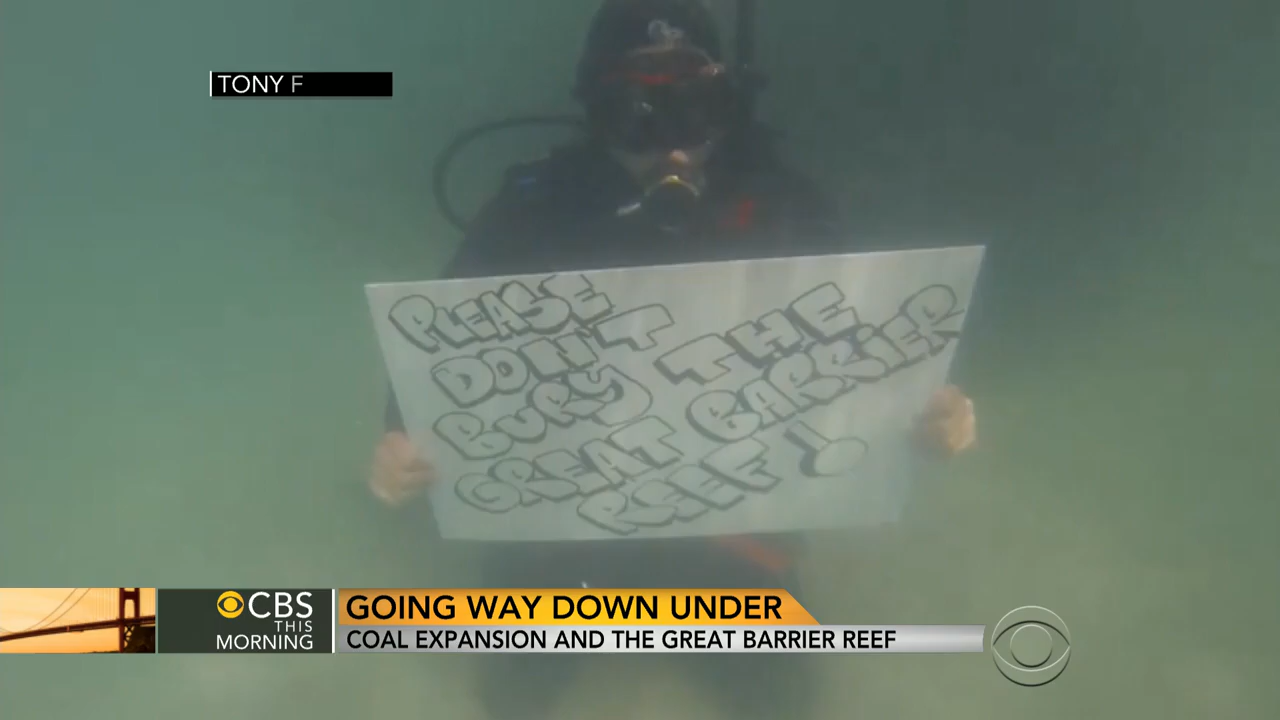 TONY F
PLEASE
DON'T
BURY THE
GREAT BARRIER
REEF!
CBS
THIS
MORNING
GOING WAY DOWN UNDER
COAL EXPANSION AND THE GREAT BARRIER REEF